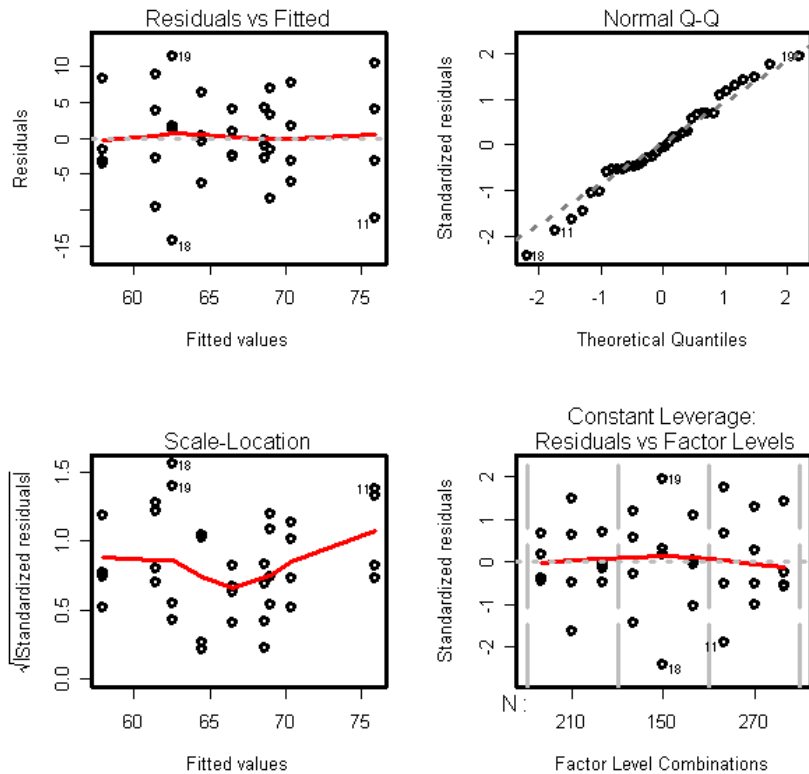 Residuals vs Fitted
Residuals
10
5
0
-5
-15
19
18
11
60 65 70 75
Fitted values
Normal Q-Q
Standardized residuals
2
1
0
-1
-2
19
11
18
-2 -1 0 1 2
Theoretical Quantiles
Scale-Location
√|Standardized residuals|
1.5
1.0
0.5
0.0
18
19
11
60 65 70 75
Fitted values
Constant Leverage:
Residuals vs Factor Levels
Standardized residuals
2
1
0
-1
-2
19
11
18
N :
210 150 270
Factor Level Combinations